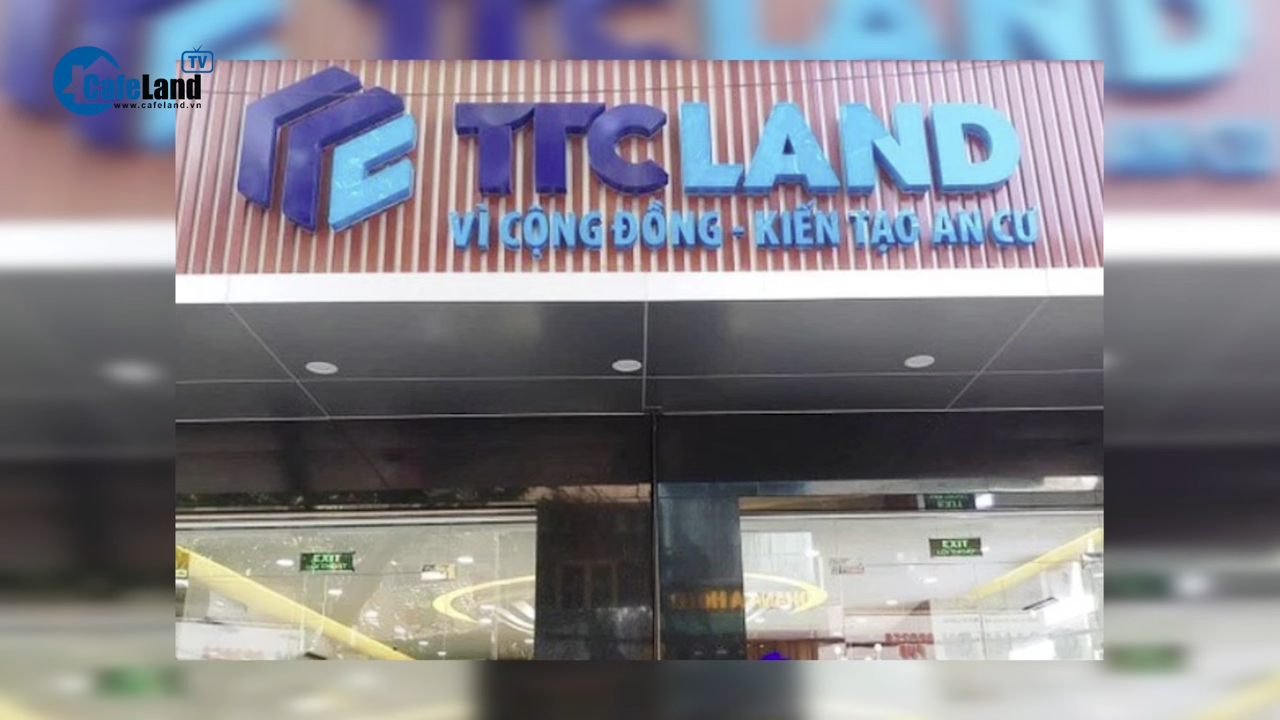 CafeLand TV
www.cafeland.vn
TTC LAND
VÌ CỘNG ĐỒNG - KIẾN TẠO AN CƯ
EXIT
EXIT